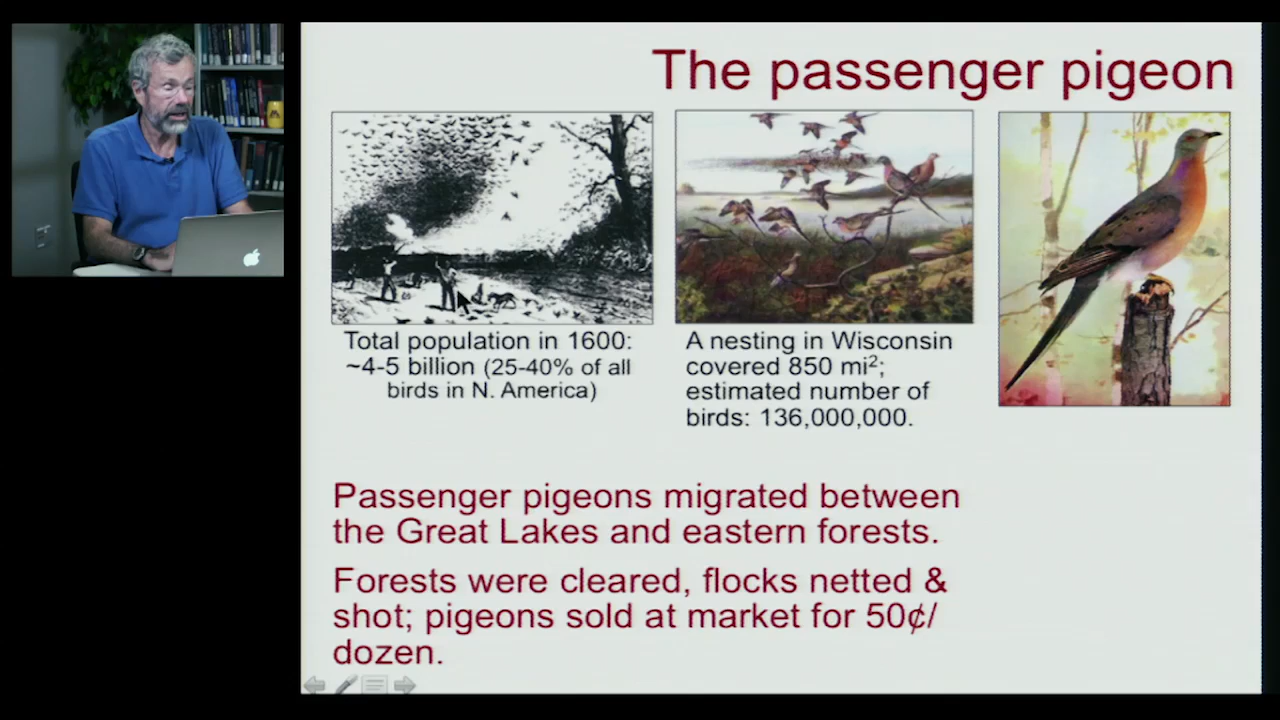 The passenger pigeon
Total population in 1600:
~4-5 billion (25-40% of all
birds in N. America)
A nesting in Wisconsin
covered 850 mi²;
estimated number of
birds: 136,000,000.
Passenger pigeons migrated between
the Great Lakes and eastern forests.
Forests were cleared, flocks netted &
shot; pigeons sold at market for 50¢/
dozen.